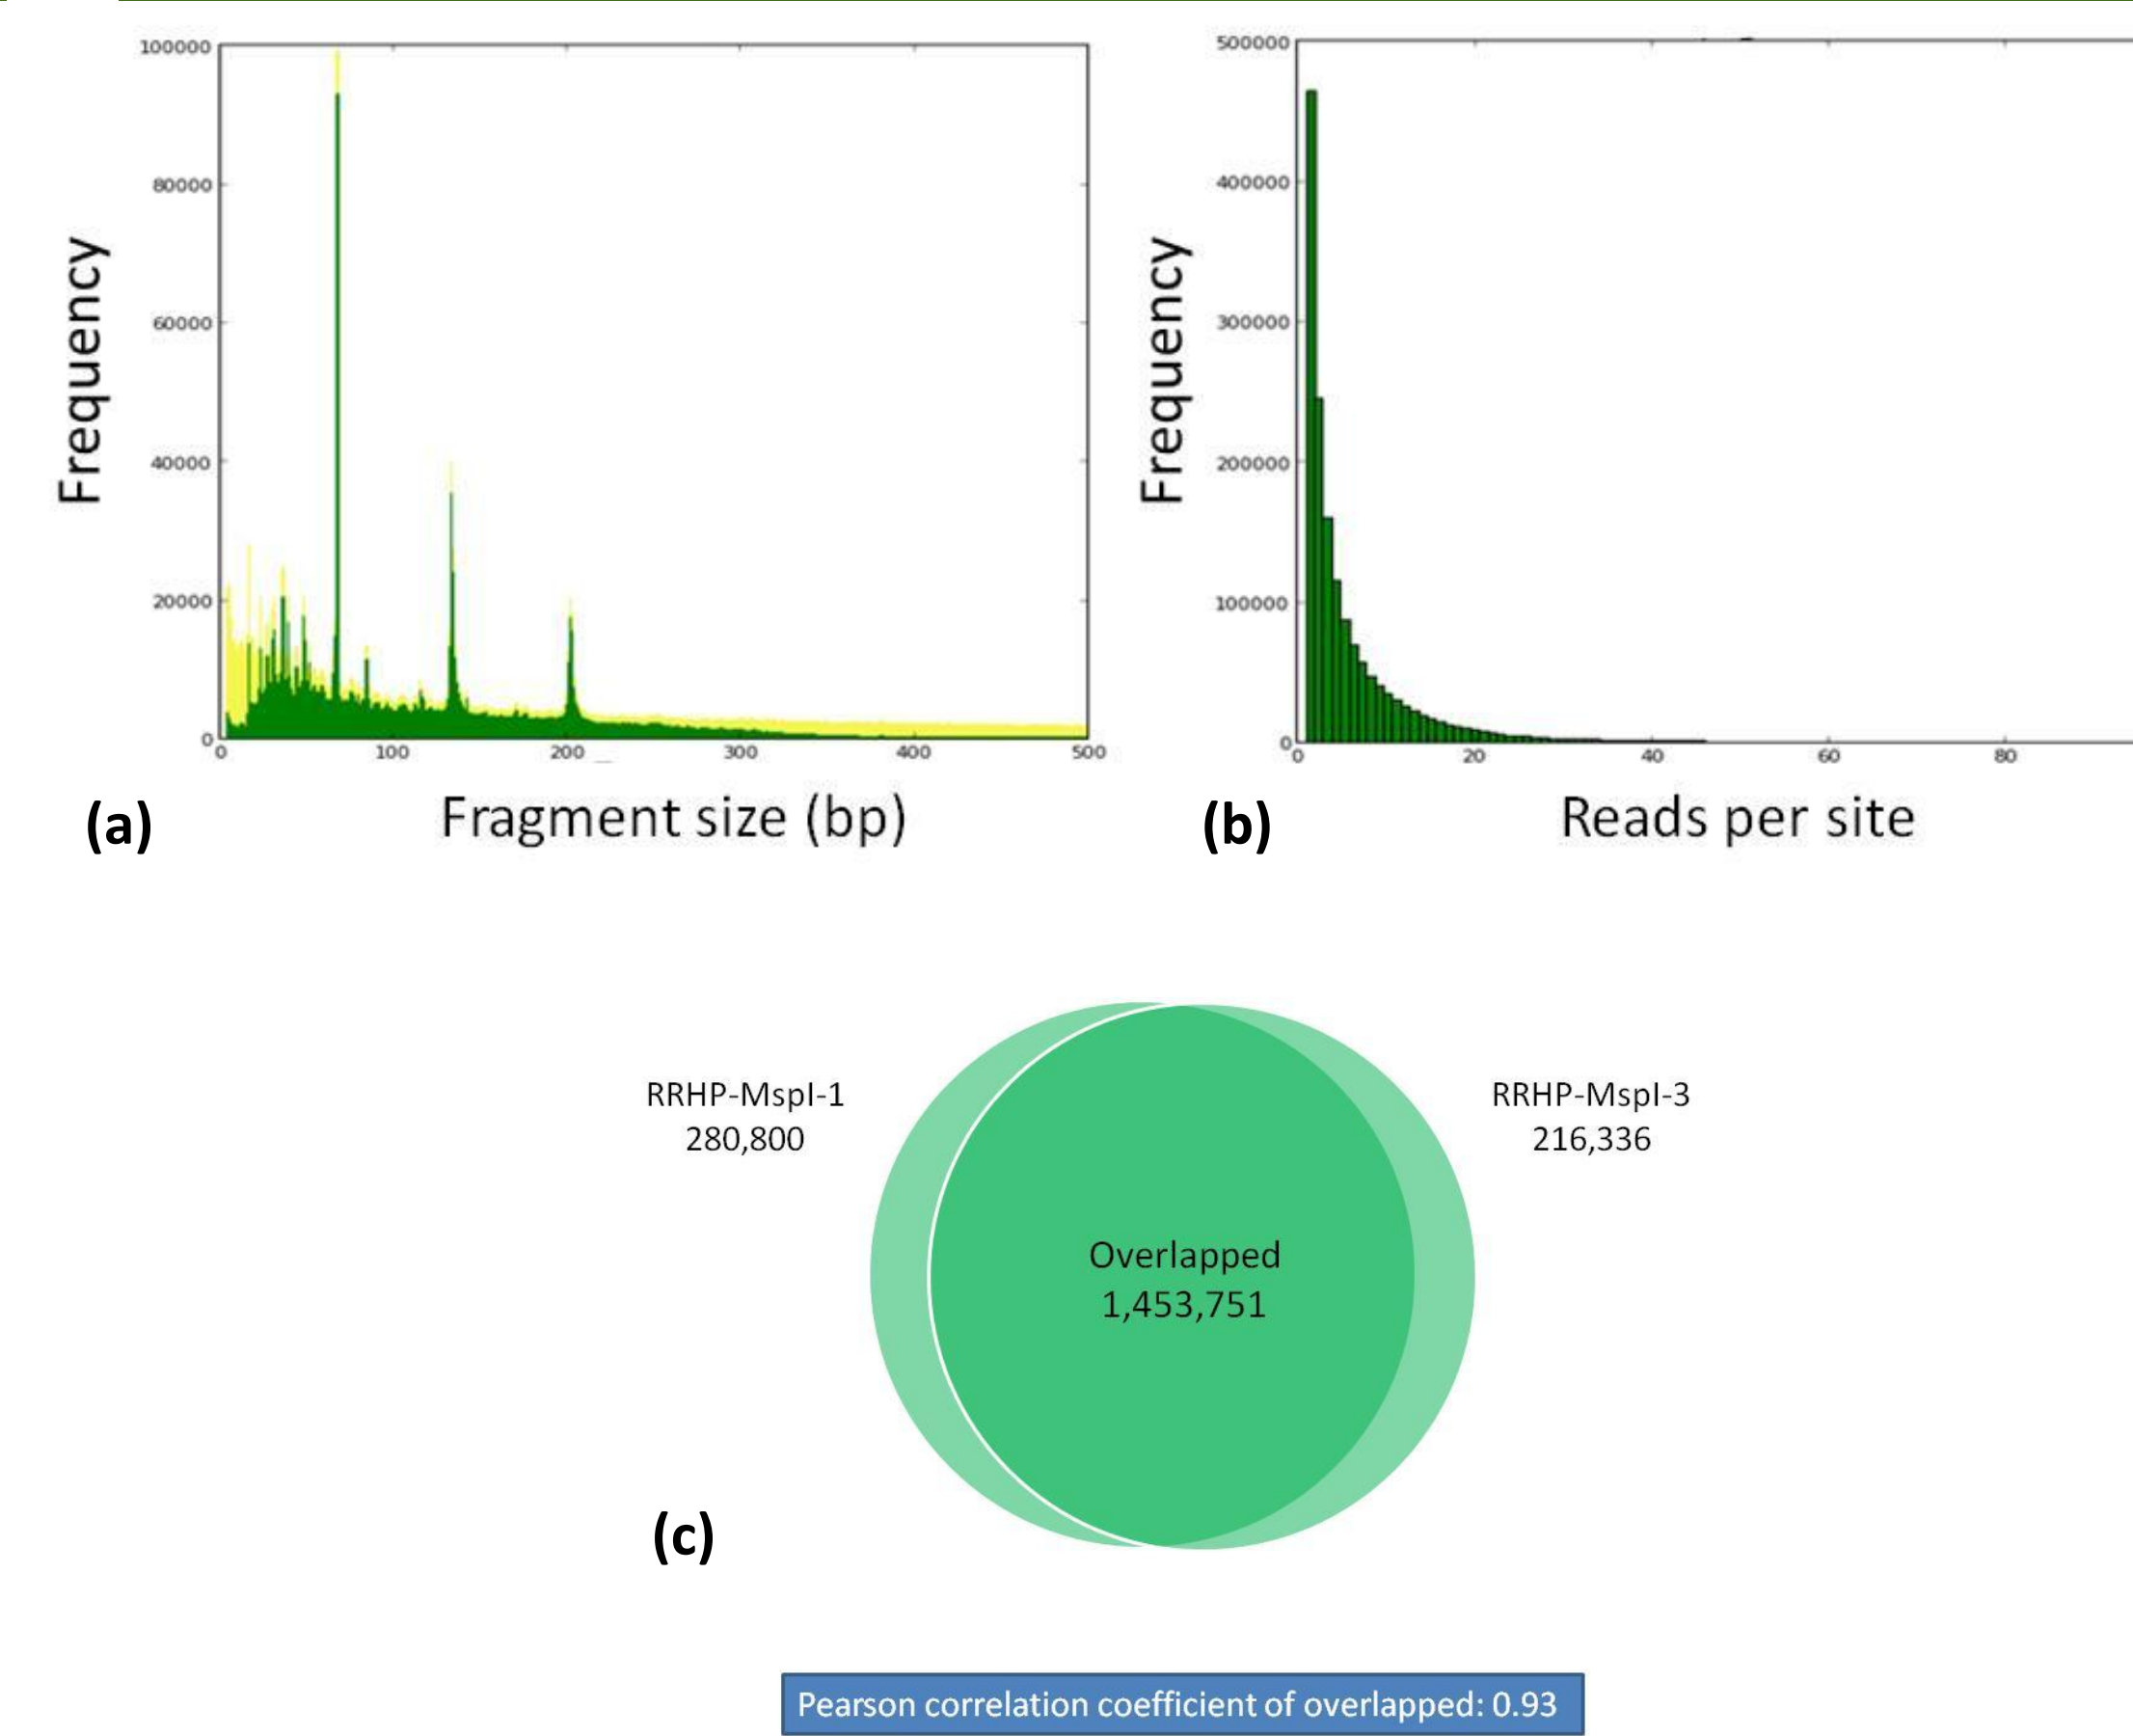 100000
80000
60000
40000
20000
0
0 100 200 300 400 500
Frequency
Fragment size (bp)
(a)
500000
400000
300000
200000
100000
0
0 20 40 60 80
Frequency
Reads per site
(b)
RRHP-MspI-1
280,800
RRHP-MspI-3
216,336
Overlapped
1,453,751
(c)
Pearson correlation coefficient of overlapped: 0.93